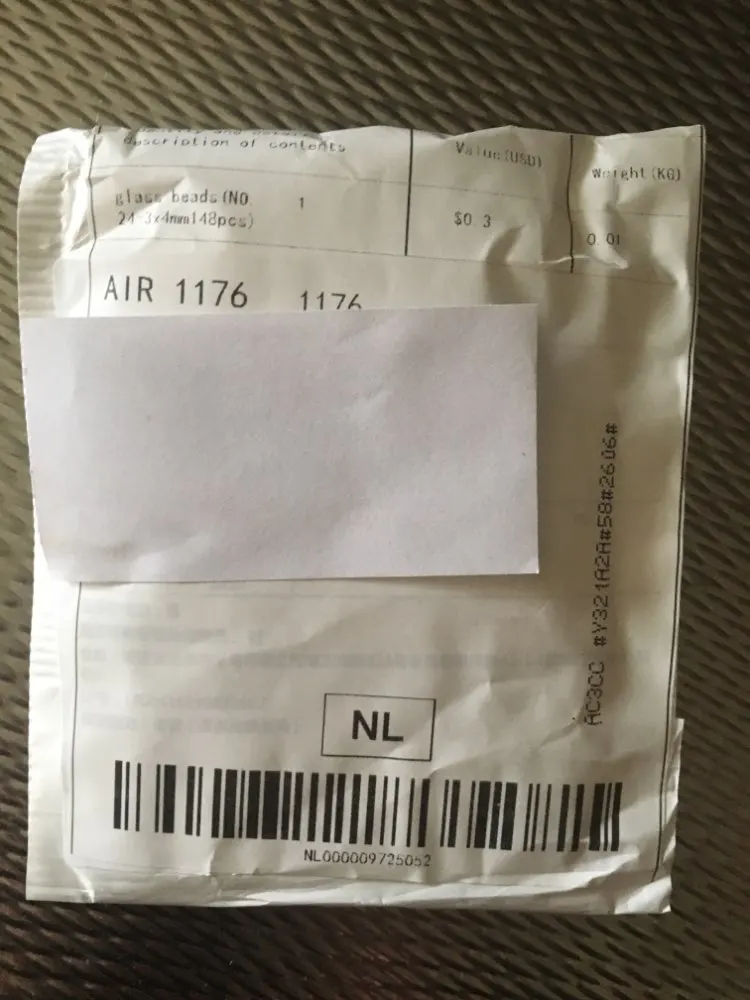 description of contents
Value(USD)
Weight(KG)
glass beads(NO. 1
24-3x4mm148pcs)
$0.3
0.01
AIR 1176 1176
AC3CC #Y321A2A#58#2606#
NL
NL000009725052